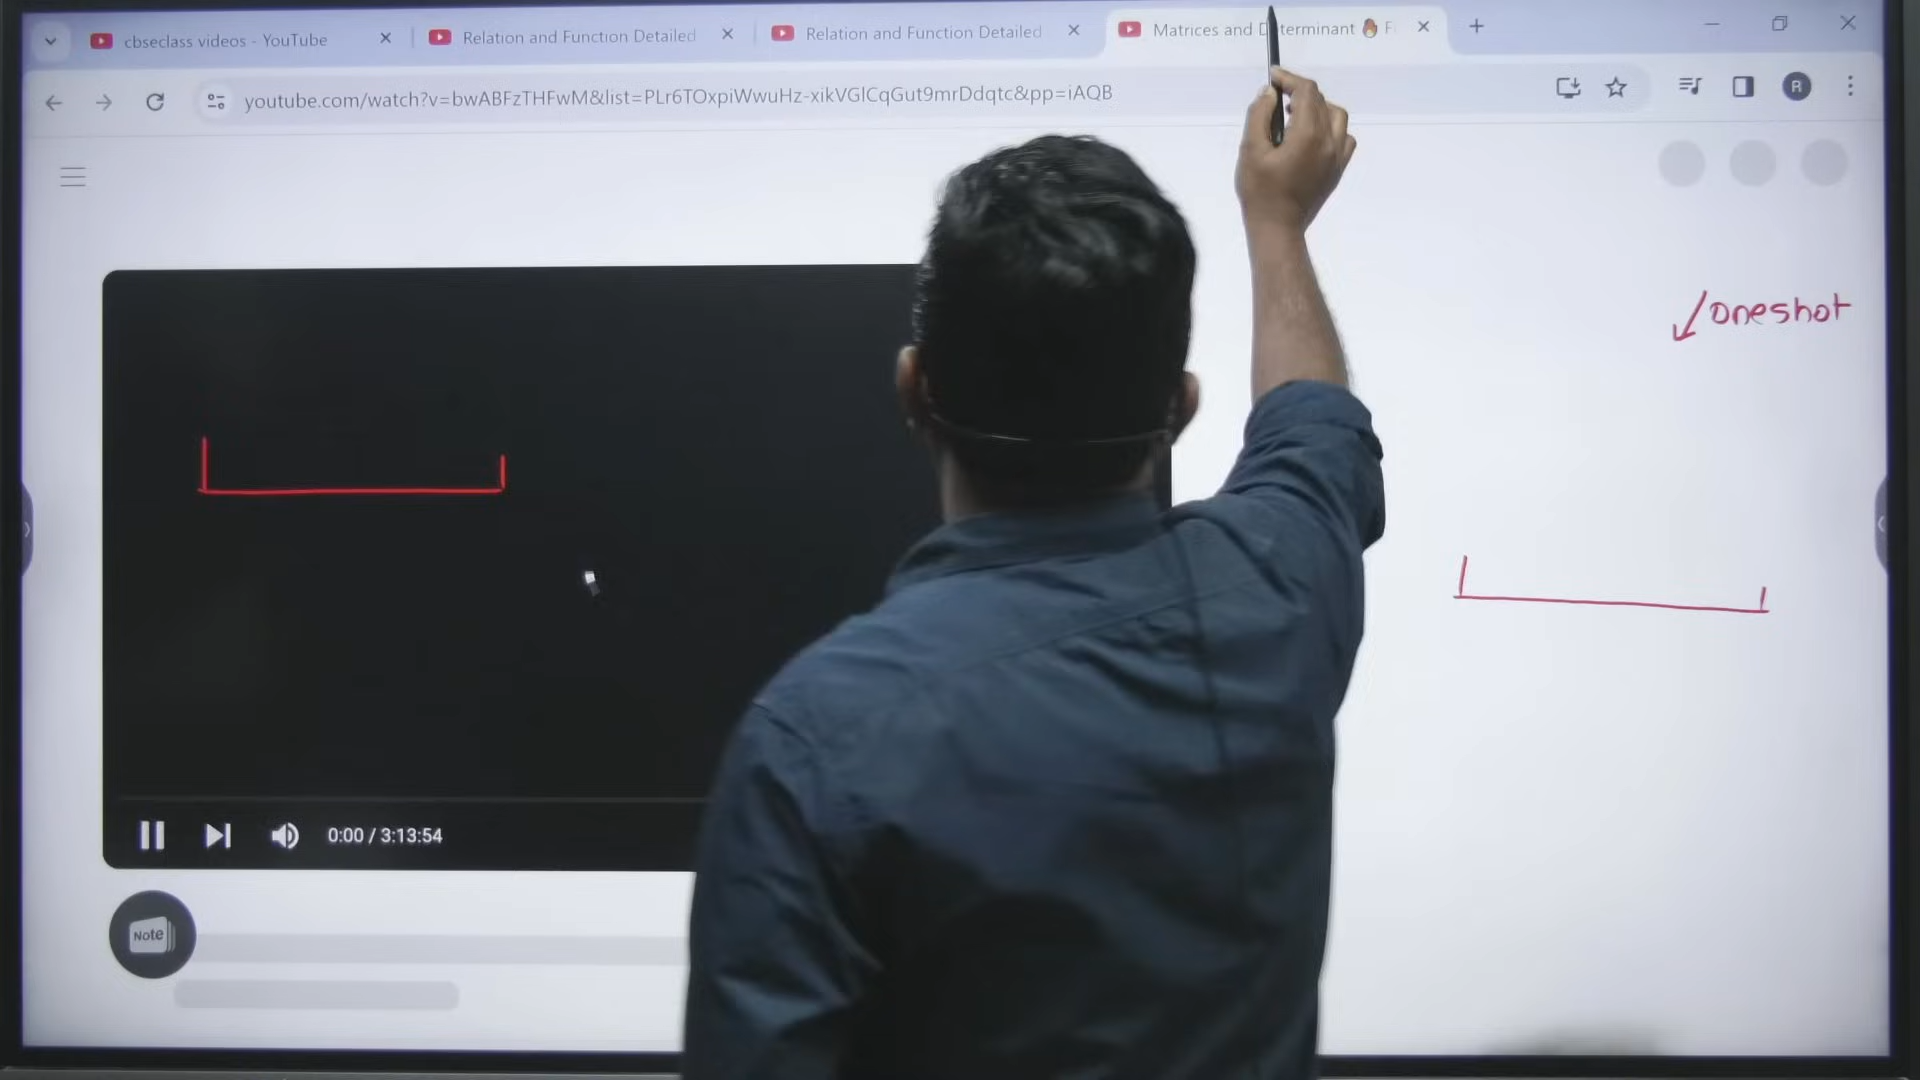 cbseclass videos - YouTube
Relation and Function Detailed
Relation and Function Detailed
Matrices and
youtube.com/watch?v=bwABFzTHFwM&list=PLr6TOxpiWwuHz-xikVGlCqGut9mrDdqtc&pp=iAQB
R
oneshot
0:00 / 3:13:54
Note